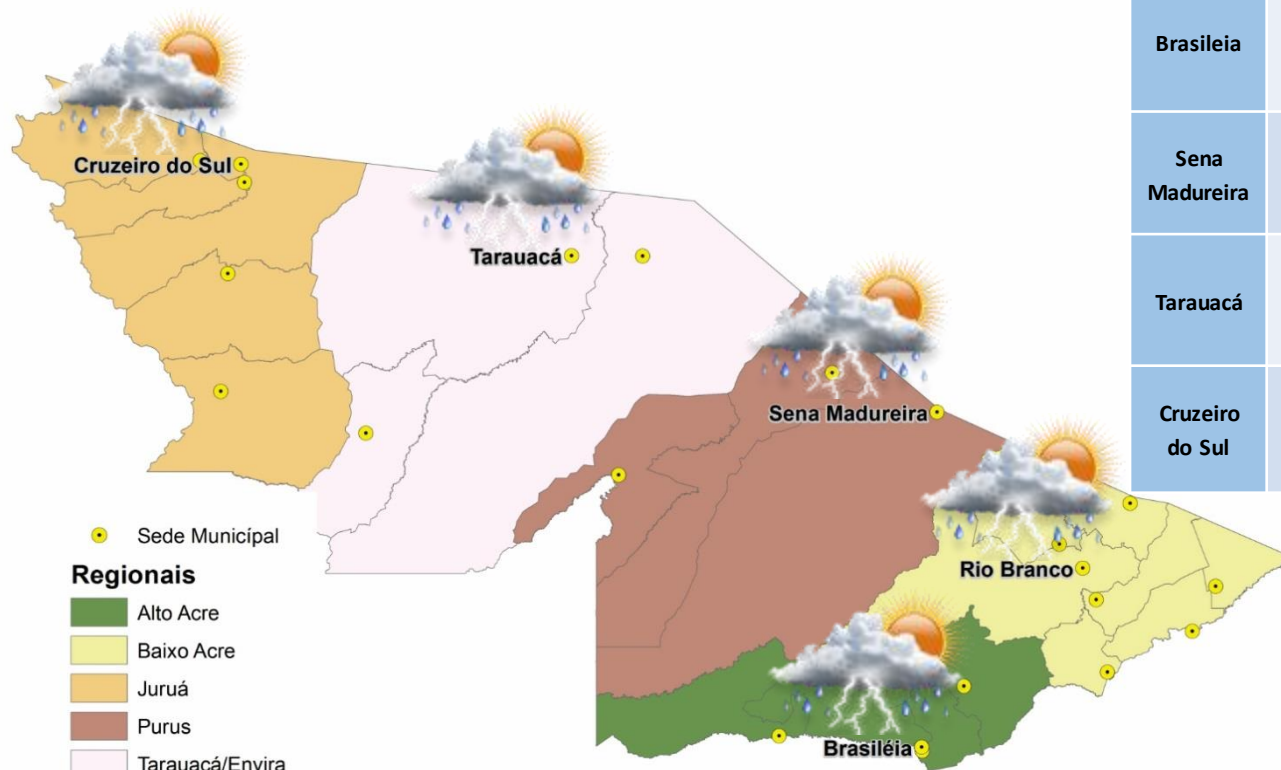 Cruzeiro do Sul
Tarauacá
Sena Madureira
Rio Branco
Brasiléia
Sede Municípal
Regionais
Alto Acre
Baixo Acre
Juruá
Purus
Tarauacá/Envira
Brasileia
Sena
Madureira
Tarauacá
Cruzeiro
do Sul